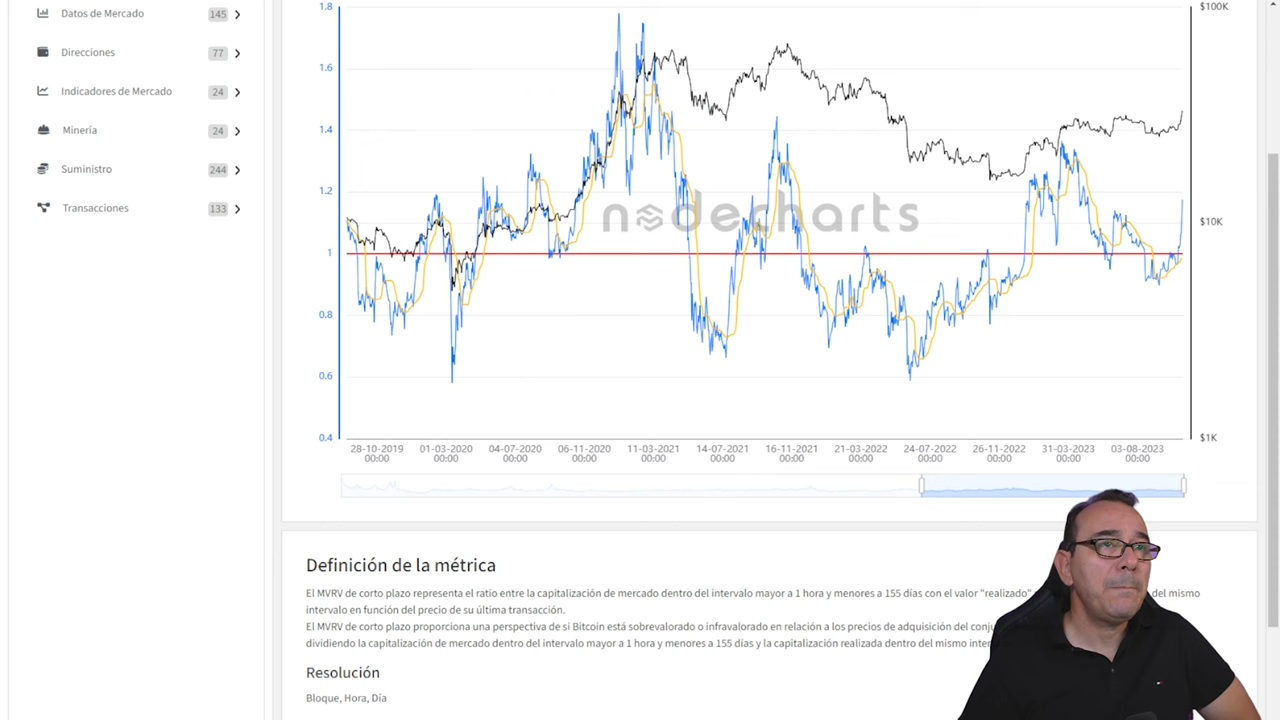 Datos de Mercado 145
Direcciones 77
Indicadores de Mercado 24
Minería 24
Suministro 244
Transacciones 133
1.8
1.6
1.4
1.2
1
0.8
0.6
0.4
$100K
$10K
$1K
nodecharts
28-10-2019 01-03-2020 04-07-2020 06-11-2020 11-03-2021 14-07-2021 16-11-2021 21-03-2022 24-07-2022 26-11-2022 31-03-2023 03-08-2023
00:00 00:00 00:00 00:00 00:00 00:00 00:00 00:00 00:00 00:00 00:00 00:00
Definición de la métrica
El MVRV de corto plazo representa el ratio entre la capitalización de mercado dentro del intervalo mayor a 1 hora y menores a 155 días con el valor "realizado" del mismo
intervalo en función del precio de su última transacción.
El MVRV de corto plazo proporciona una perspectiva de si Bitcoin está sobrevalorado o infravalorado en relación a los precios de adquisición del
dividiendo la capitalización de mercado dentro del intervalo mayor a 1 hora y menores a 155 días y la capitalización realizada dentro del mismo
Resolución
Bloque, Hora, Día